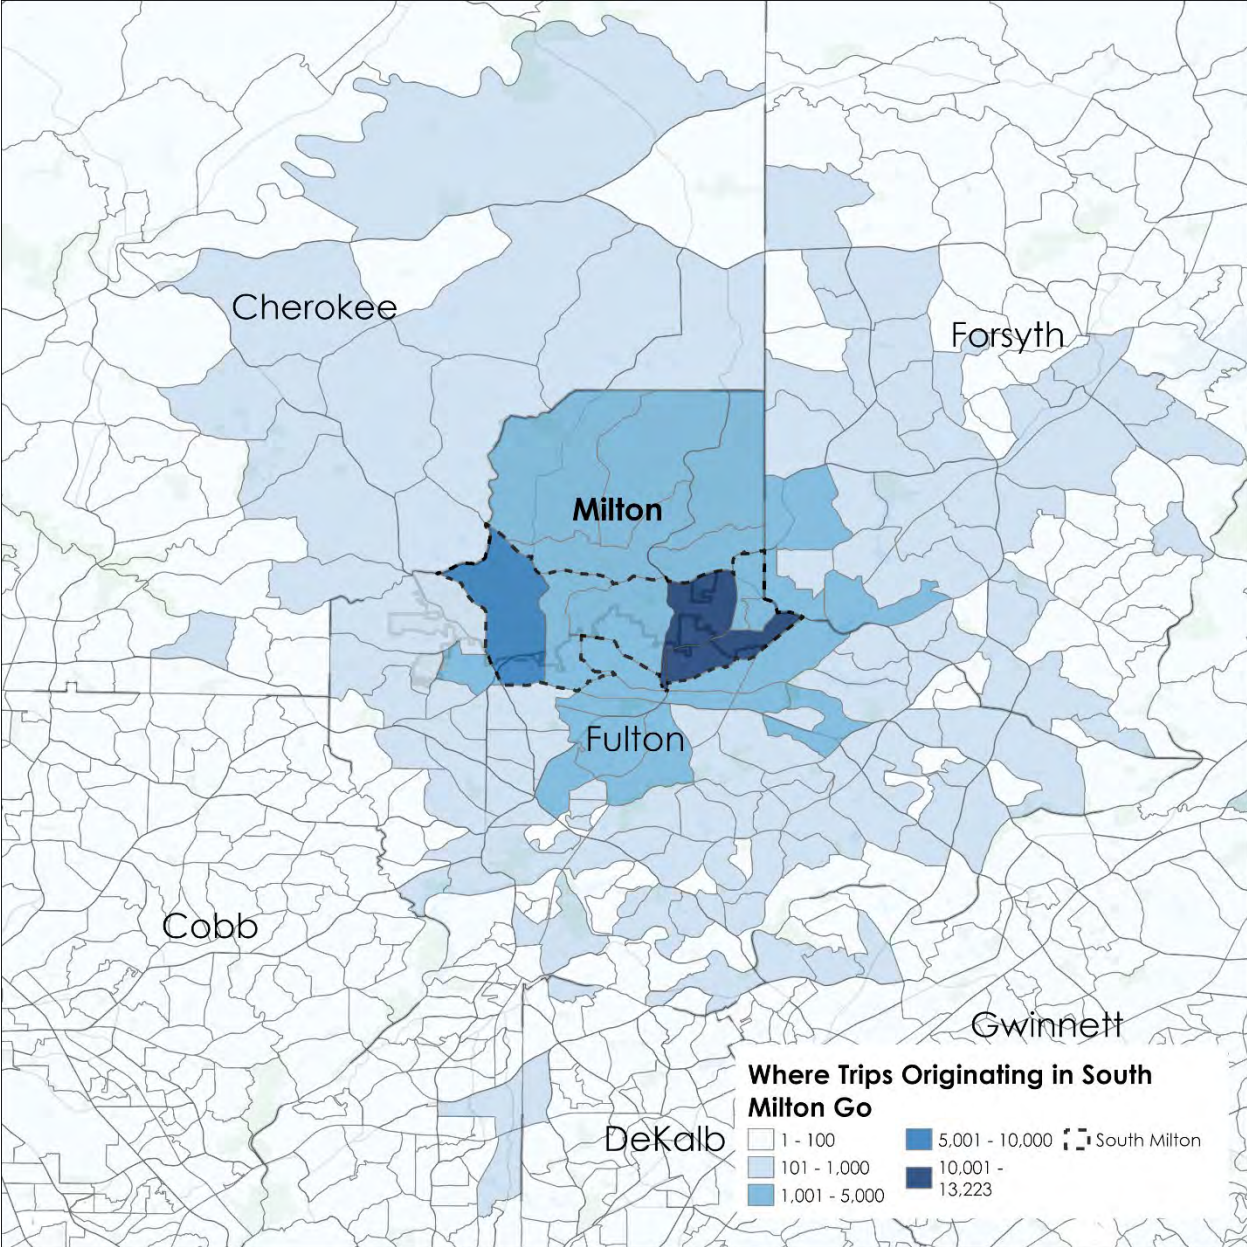 Cherokee
Forsyth
Milton
Fulton
Cobb
Gwinnett
DeKalb
Where Trips Originating in South
Milton Go
1 - 100
101 - 1,000
1,001 - 5,000
5,001 - 10,000
10,001 -
13,223
South Milton